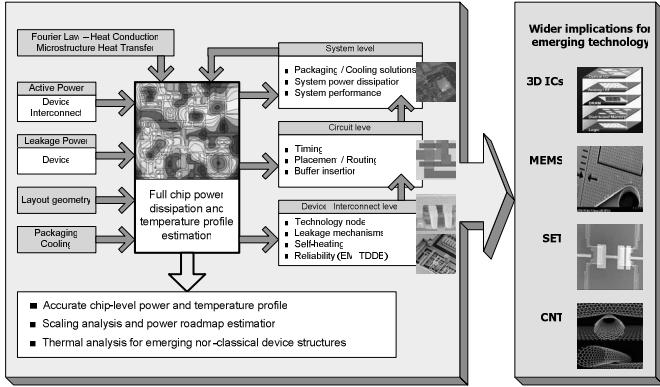 Fourier Law – Heat Conduction
Microstructure Heat Transfer
Active Power
Device
Interconnect
Leakage Power
Device
Layout geometry
Packaging
Cooling
Full chip power
dissipation and
temperature profile
estimation
System level
Packaging / Cooling solutions
System power dissipation
System performance
Circuit level
Timing
Placement / Routing
Buffer insertion
Device Interconnect level
Technology node
Leakage mechanisms
Self-heating
Reliability (EM TDDB)
Accurate chip-level power and temperature profile
Scaling analysis and power roadmap estimation
Thermal analysis for emerging non-classical device structures
Wider implications for
emerging technology
3D ICs
DRAM
Logic
MEMS
SET
CNT